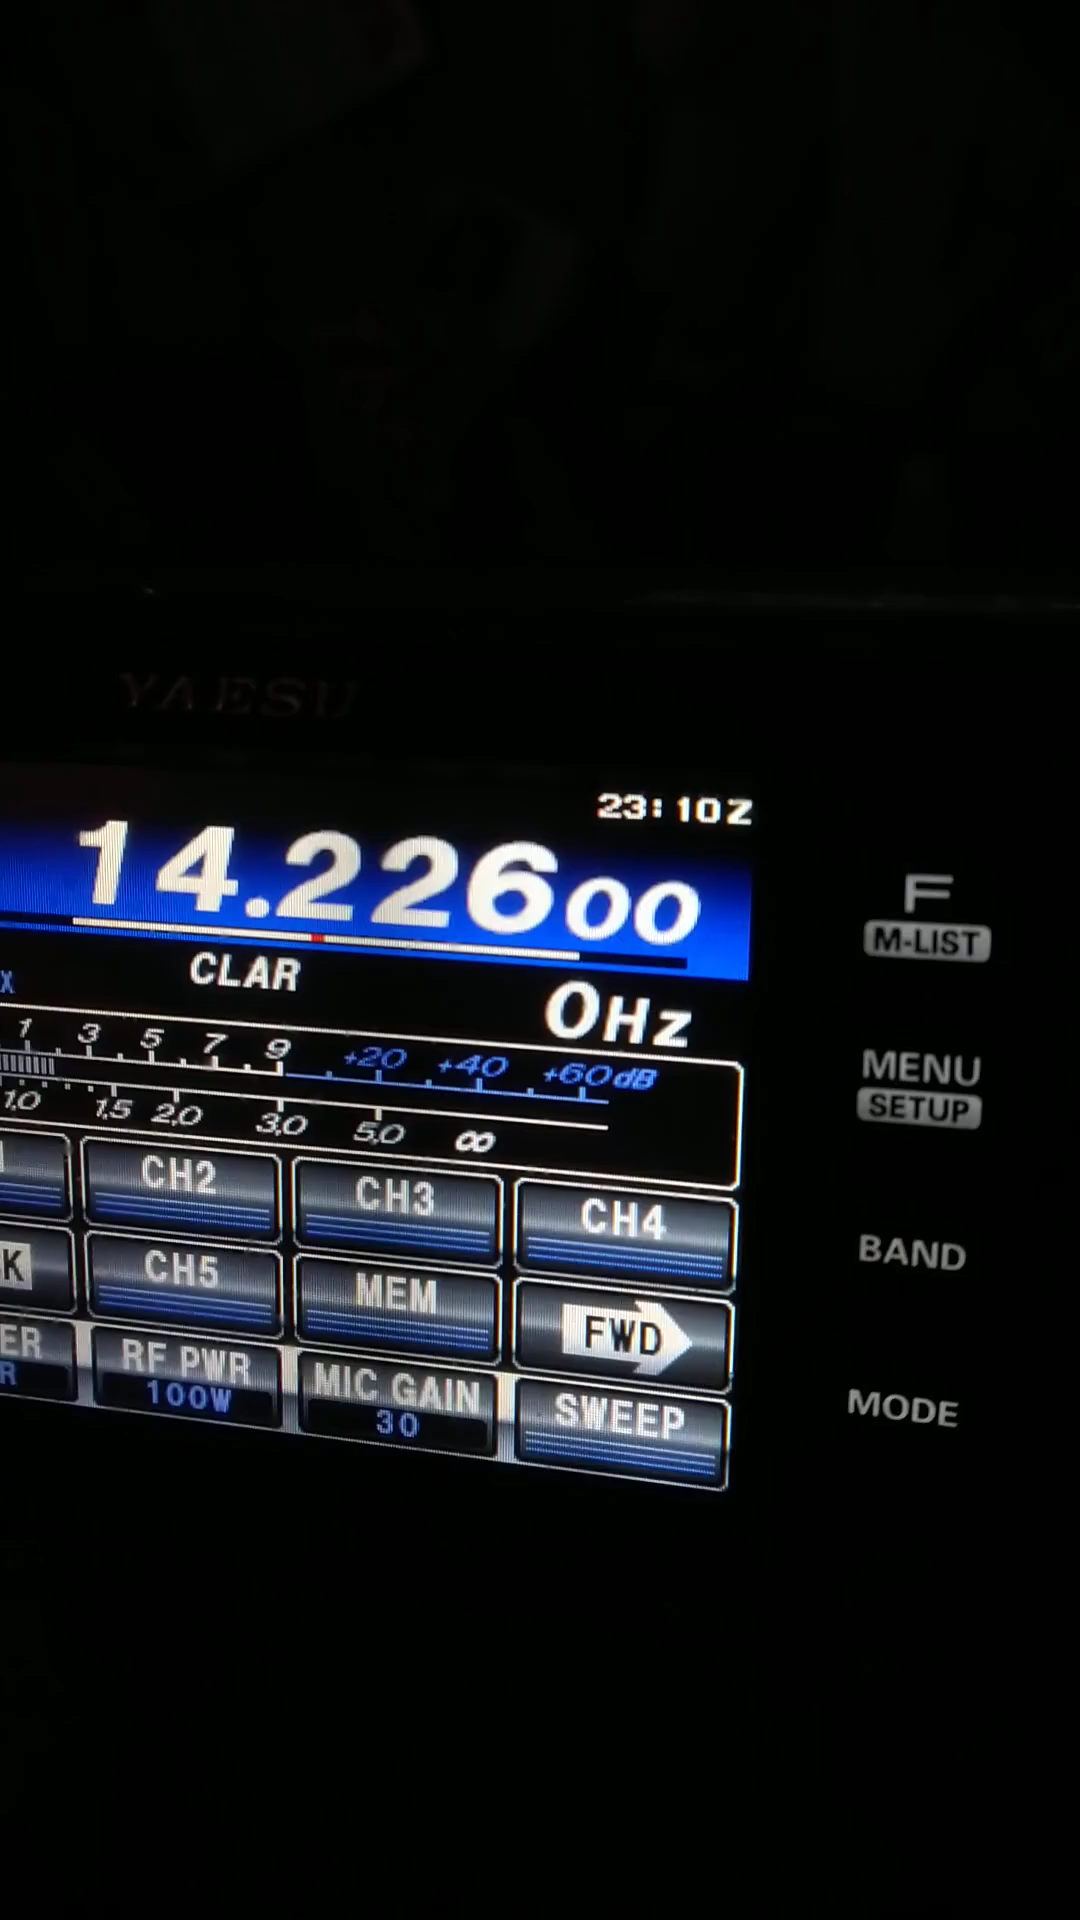 YAESU
23:10Z
14.22600
CLAR 0Hz
X
1 3 5 7 9 +20 +40 +60dB
1,0 1,5 2,0 3,0 5,0 ∞
CH2 CH3 CH4
K CH5 MEM FWD
ER RF PWR MIC GAIN SWEEP
R 100W 30
F
M-LIST
MENU
SETUP
BAND
MODE